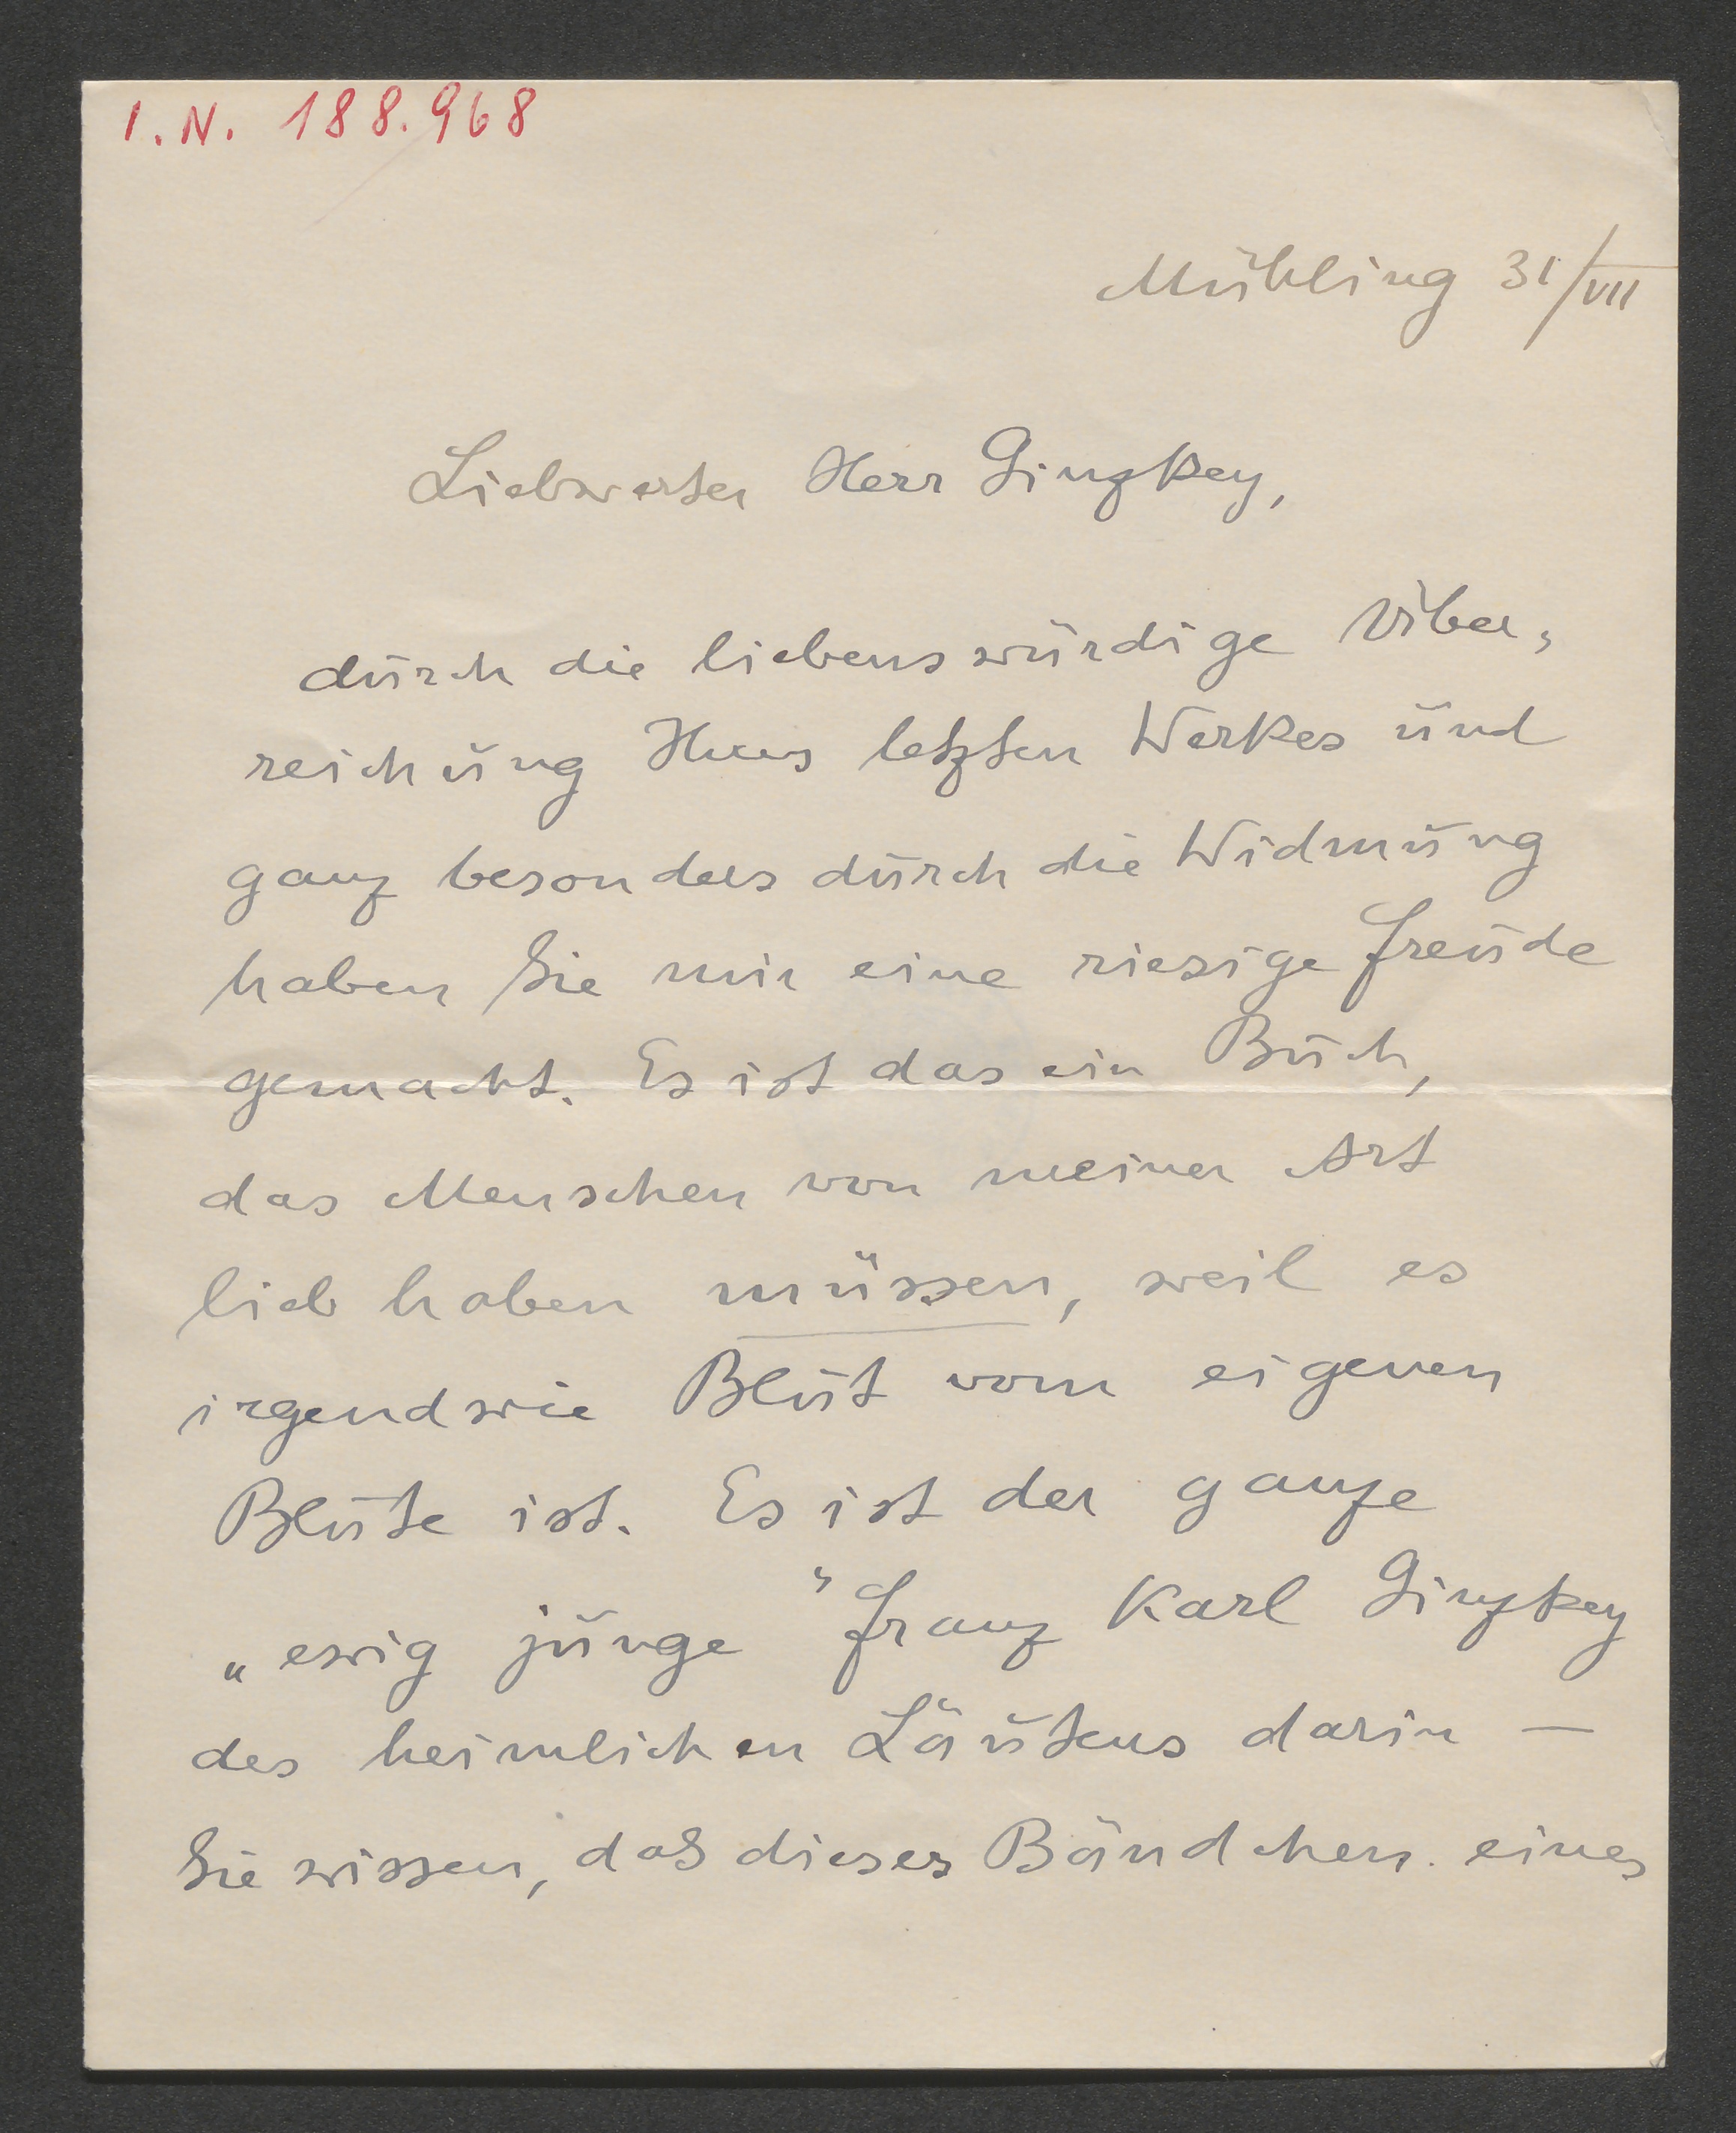 I.N. 188.968
Mühling 31/VII
Liebwerter Herr Ginzkey,
durch die liebenswürdige Über-
reichung Ihres letzten Werkes und
ganz besonders durch die Widmung
haben Sie mir eine riesige Freude
gemacht. Es ist das ein Buch,
das Menschen von meiner Art
lieb haben müssen, weil es
irgendwie Blut vom eigenen
Blute ist. Es ist der ganze
„ewig junge" Franz Karl Ginzkey
des heimlichen Läutens darin —
Sie wissen, daß dieses Bändchen eines